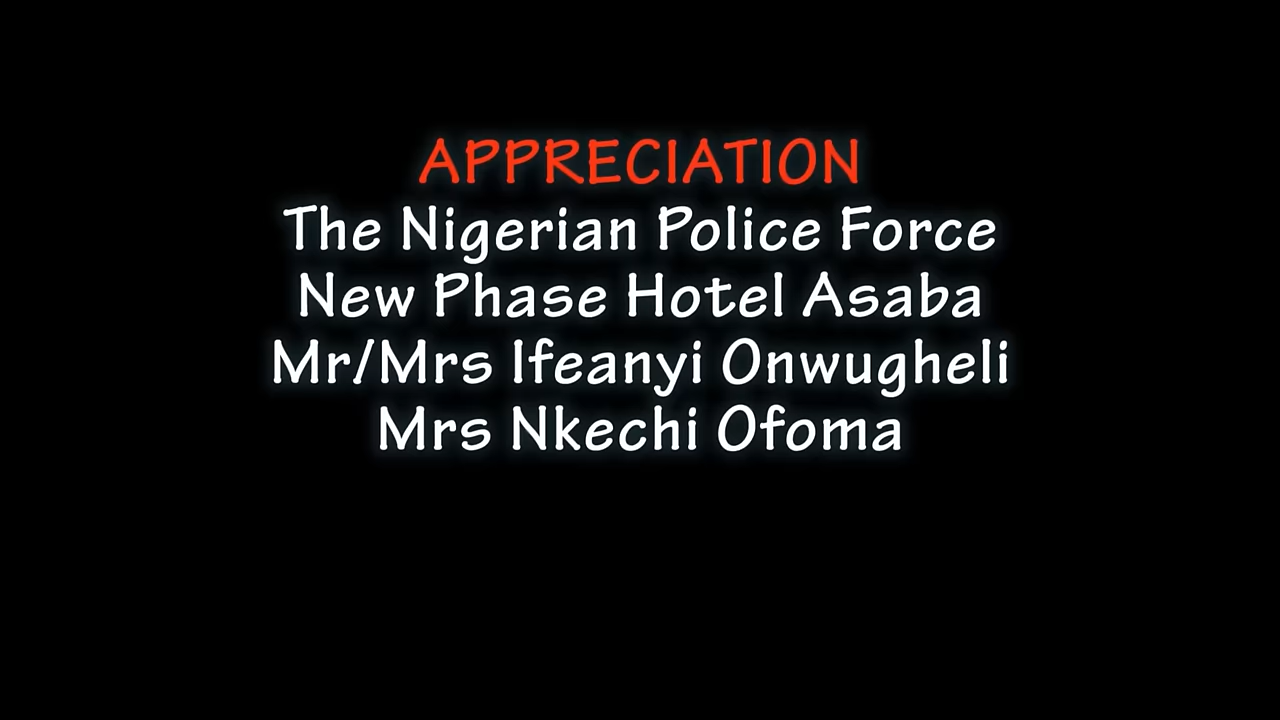 APPRECIATION
The Nigerian Police Force
New Phase Hotel Asaba
Mr/Mrs Ifeanyi Onwugheli
Mrs Nkechi Ofoma